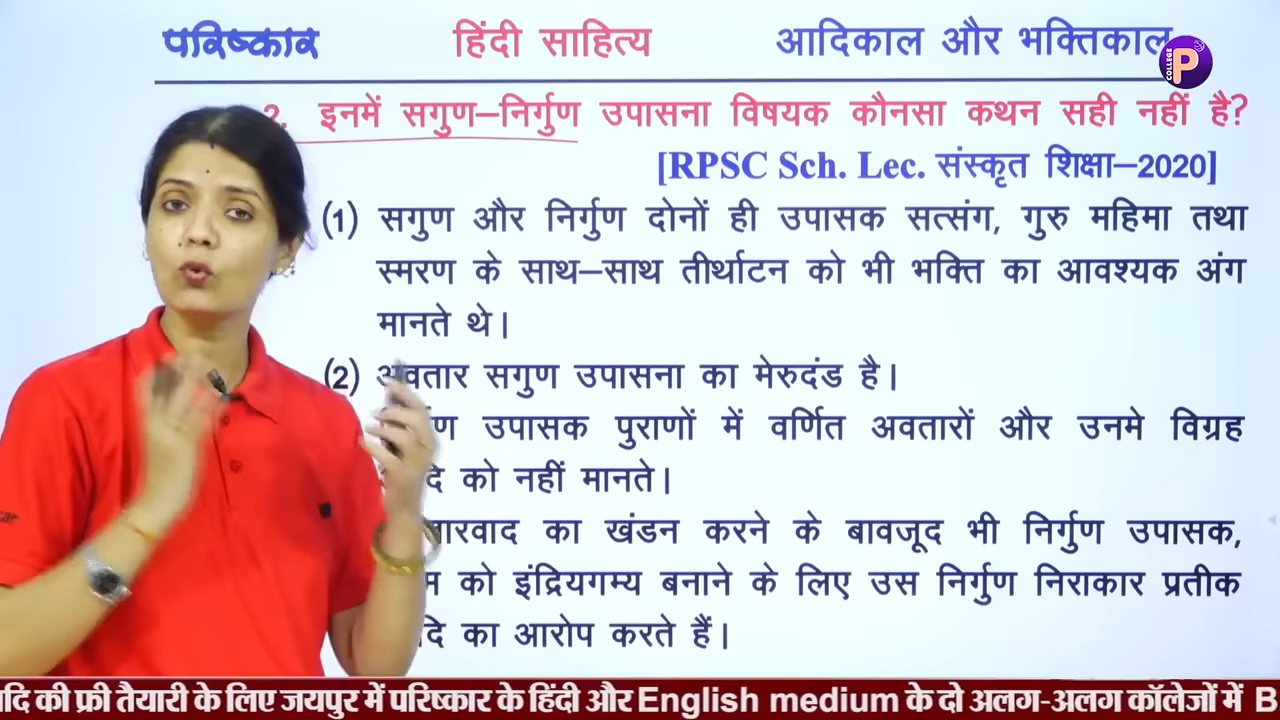 परिष्कार हिंदी साहित्य आदिकाल और भक्तिकाल
COLLEGE P
2. इनमें सगुण–निर्गुण उपासना विषयक कौनसा कथन सही नहीं है?
[RPSC Sch. Lec. संस्कृत शिक्षा–2020]
(1) सगुण और निर्गुण दोनों ही उपासक सत्संग, गुरु महिमा तथा
स्मरण के साथ–साथ तीर्थाटन को भी भक्ति का आवश्यक अंग
मानते थे।
(2) अवतार सगुण उपासना का मेरुदंड है।
उपासक पुराणों में वर्णित अवतारों और उनमे विग्रह
को नहीं मानते।
का खंडन करने के बावजूद भी निर्गुण उपासक,
को इंद्रियगम्य बनाने के लिए उस निर्गुण निराकार प्रतीक
का आरोप करते हैं।
की फ्री तैयारी के लिए जयपुर में परिष्कार के हिंदी और English medium के दो अलग-अलग कॉलेजों में